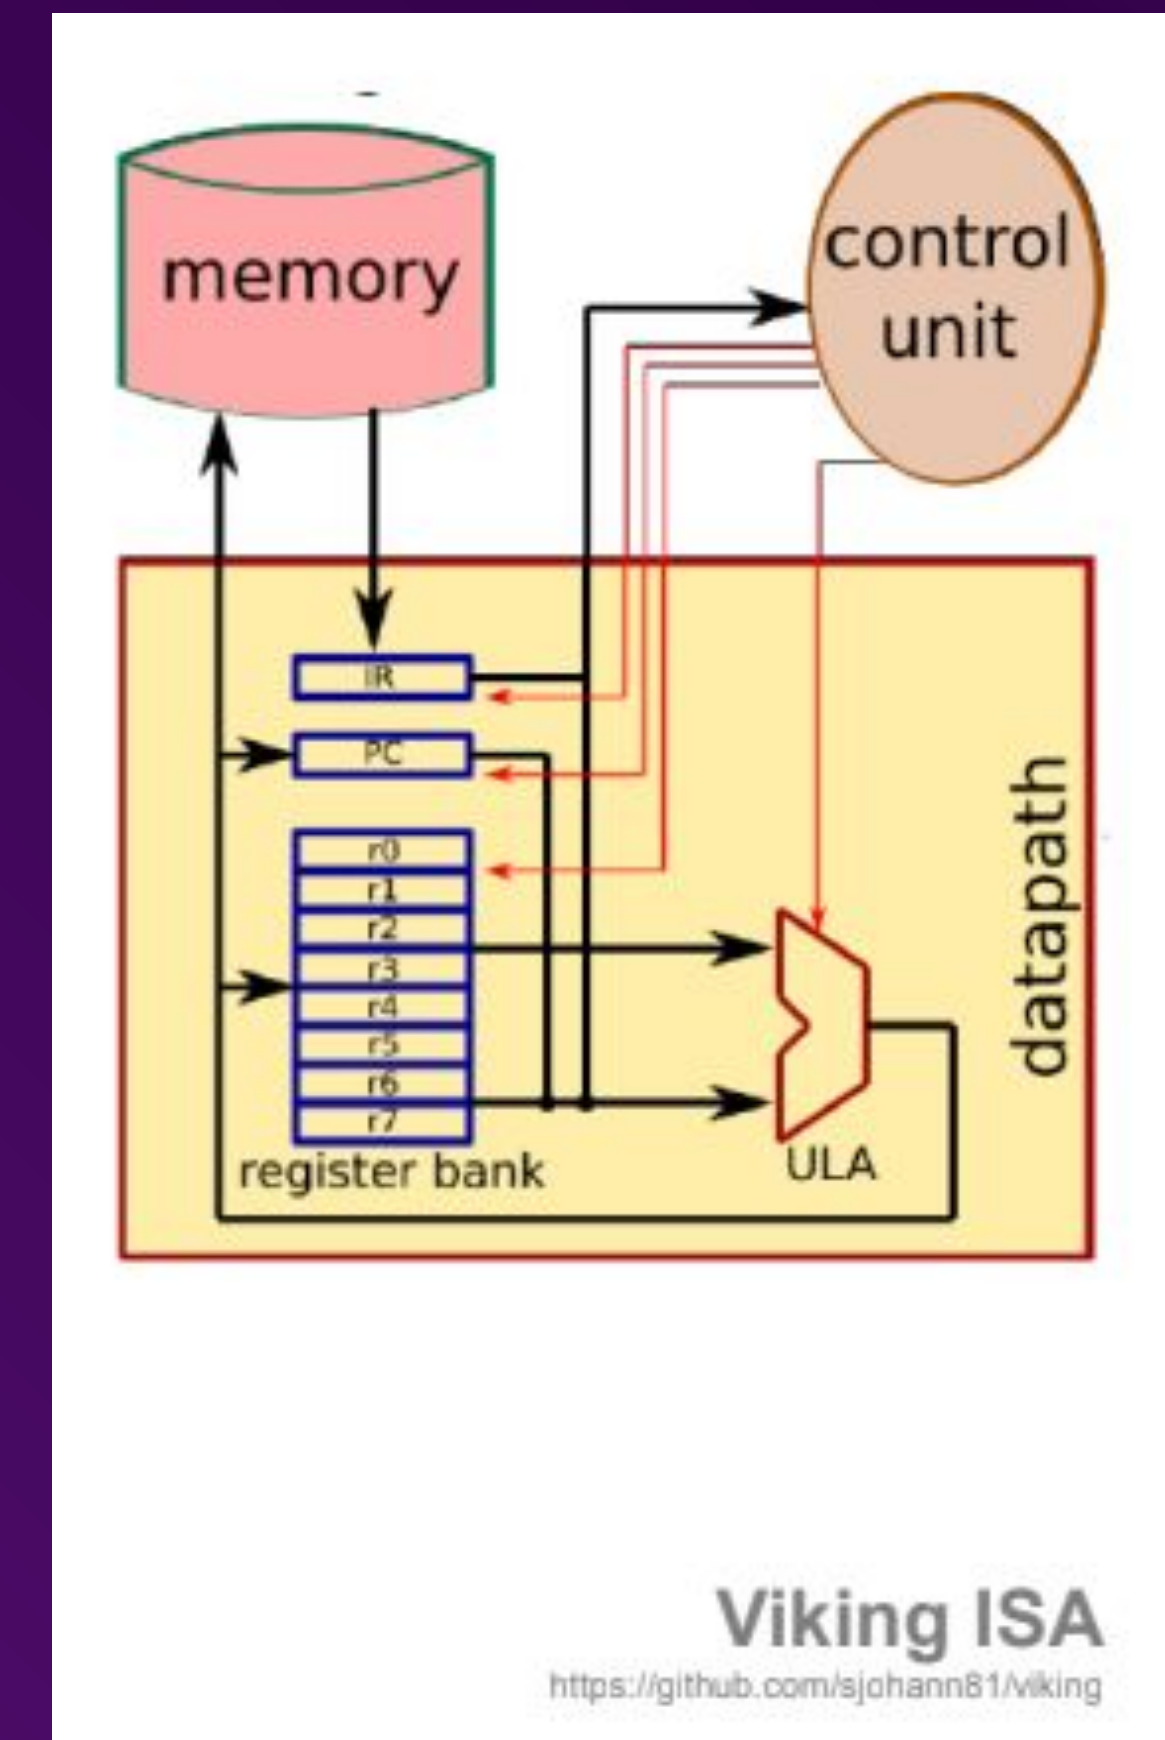 memory
control
unit
IR
PC
r0
r1
r2
r3
r4
r5
r6
r7
register bank
ULA
datapath
Viking ISA
https://github.com/sjohann81/viking